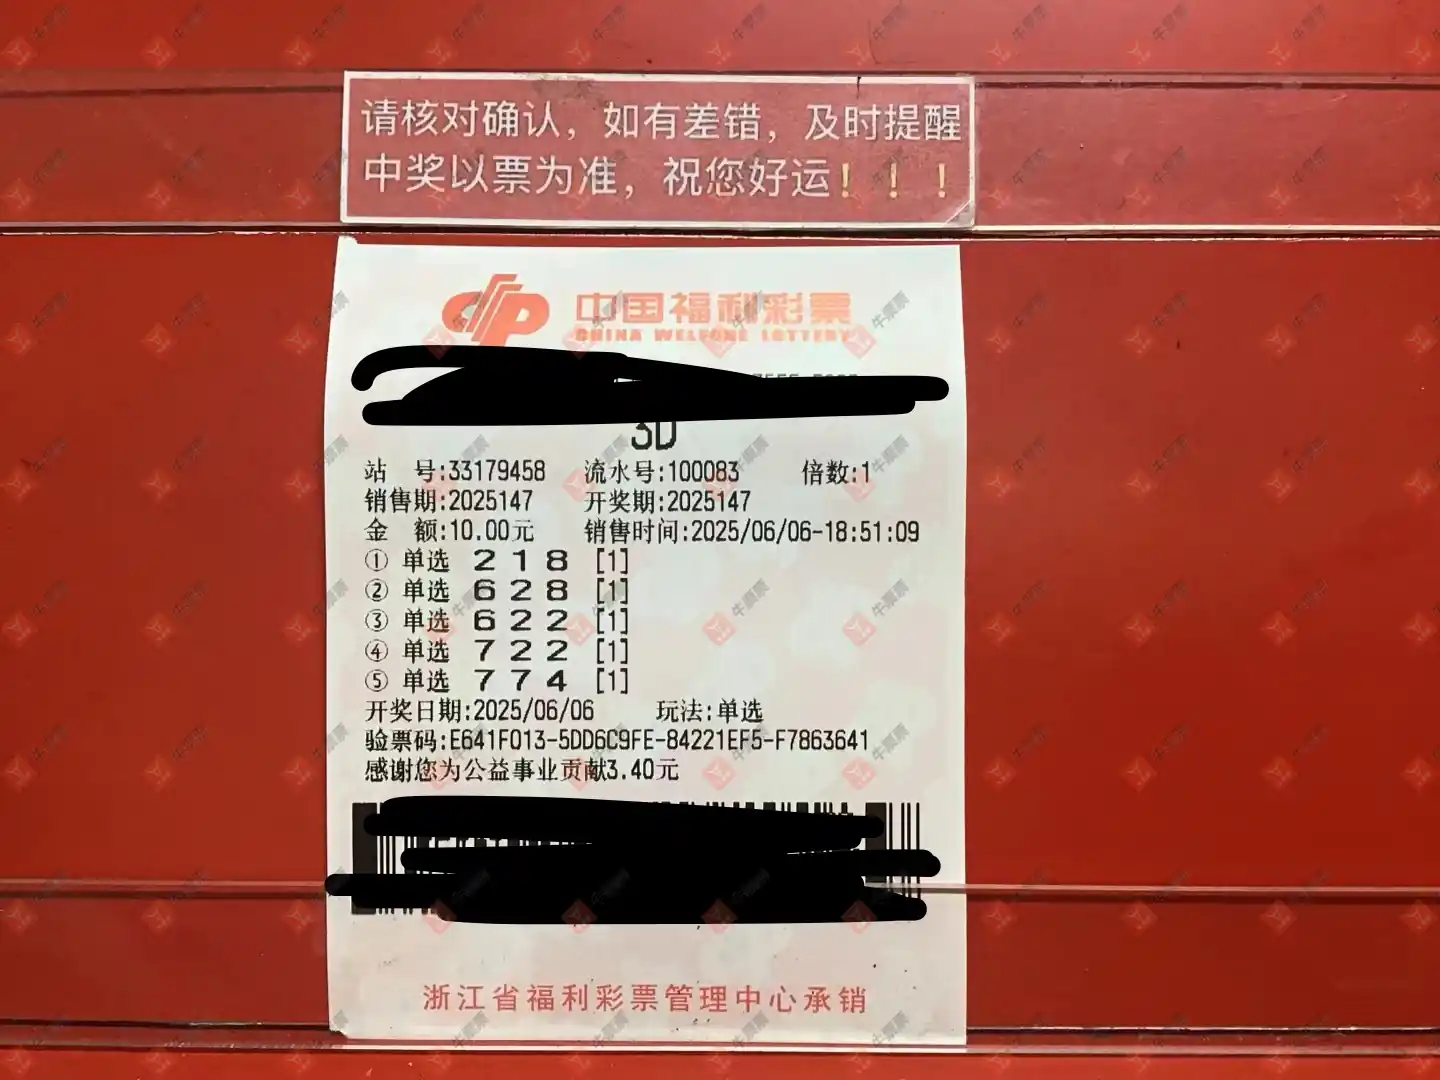 请核对确认，如有差错，及时提醒
中奖以票为准，祝您好运！！！
中国福利彩票
CHINA WELFARE LOTTERY
3D
站 号:33179458 流水号:100083 倍数:1
销售期:2025147 开奖期:2025147
金 额:10.00元 销售时间:2025/06/06-18:51:09
① 单选 2 1 8 [1]
② 单选 6 2 8 [1]
③ 单选 6 2 2 [1]
④ 单选 7 2 2 [1]
⑤ 单选 7 7 4 [1]
开奖日期:2025/06/06 玩法:单选
验票码:E641F013-5DD6C9FE-84221EF5-F7863641
感谢您为公益事业贡献3.40元
浙江省福利彩票管理中心承销
牛票票